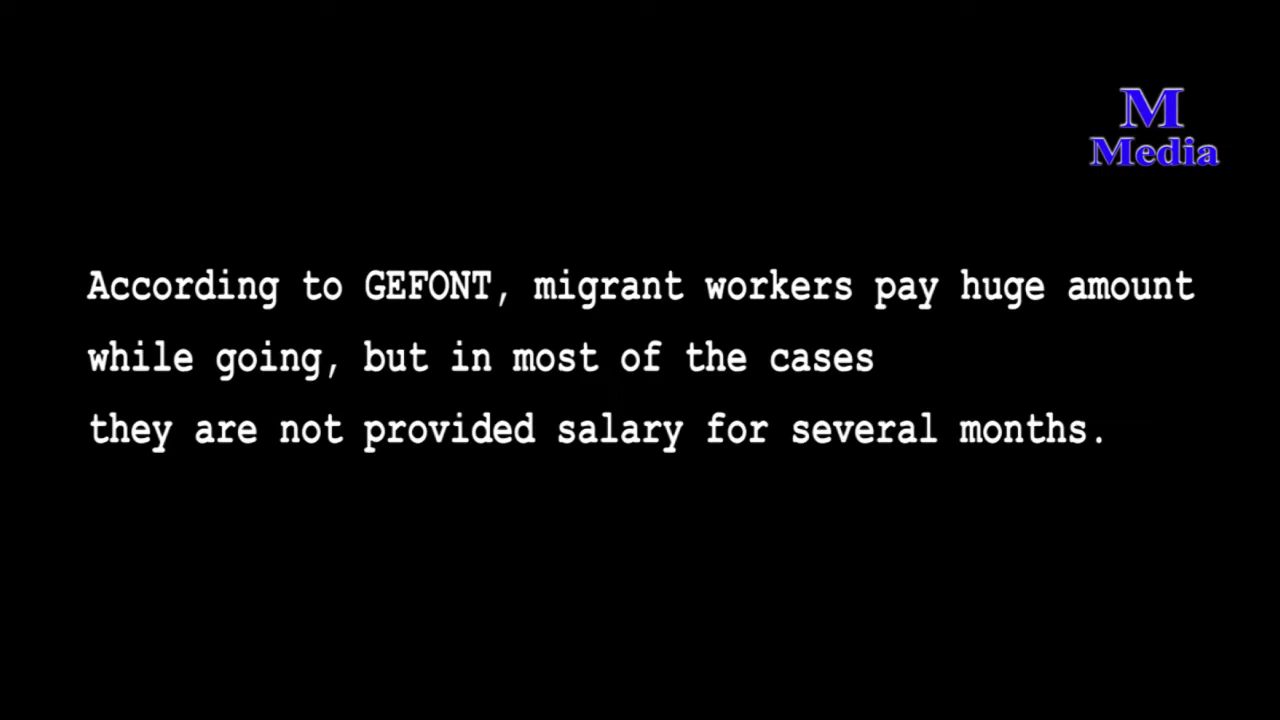 M
Media
According to GEFONT, migrant workers pay huge amount
while going, but in most of the cases
they are not provided salary for several months.